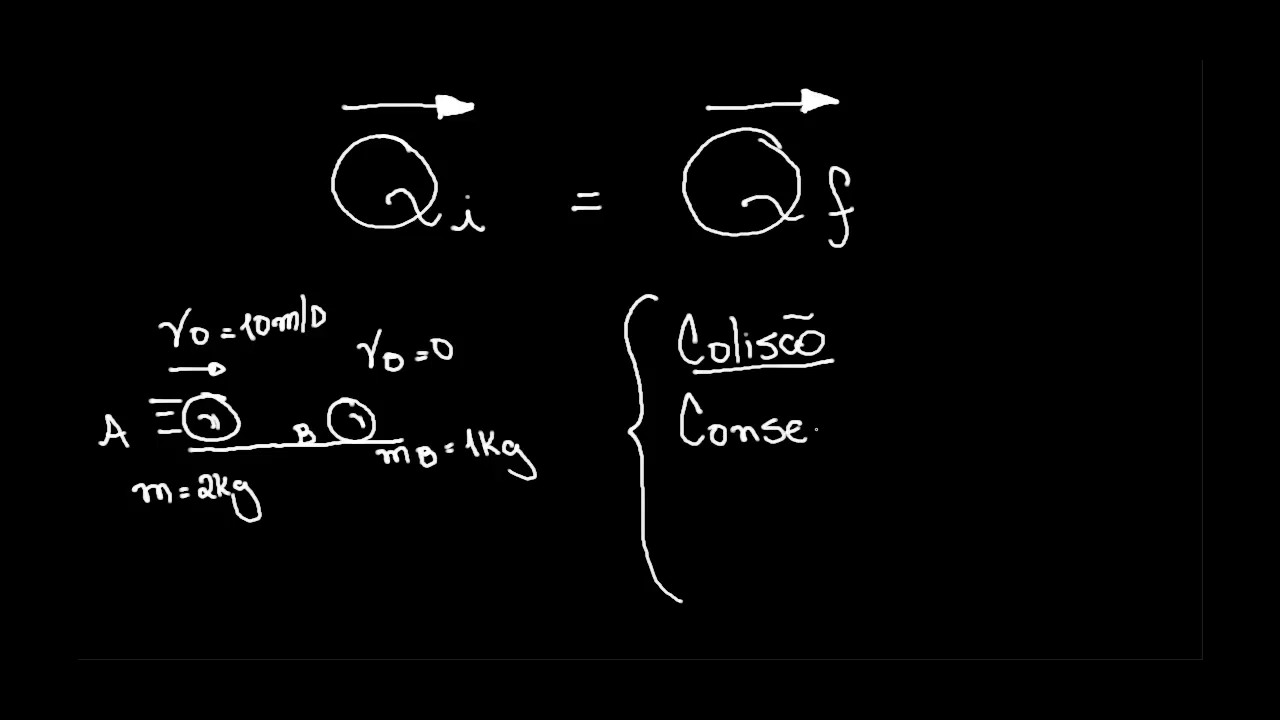 Qi = Qf
v0 = 10m/s
v0 = 0
A
B
mB = 1Kg
m = 2Kg
Colisão
Conse